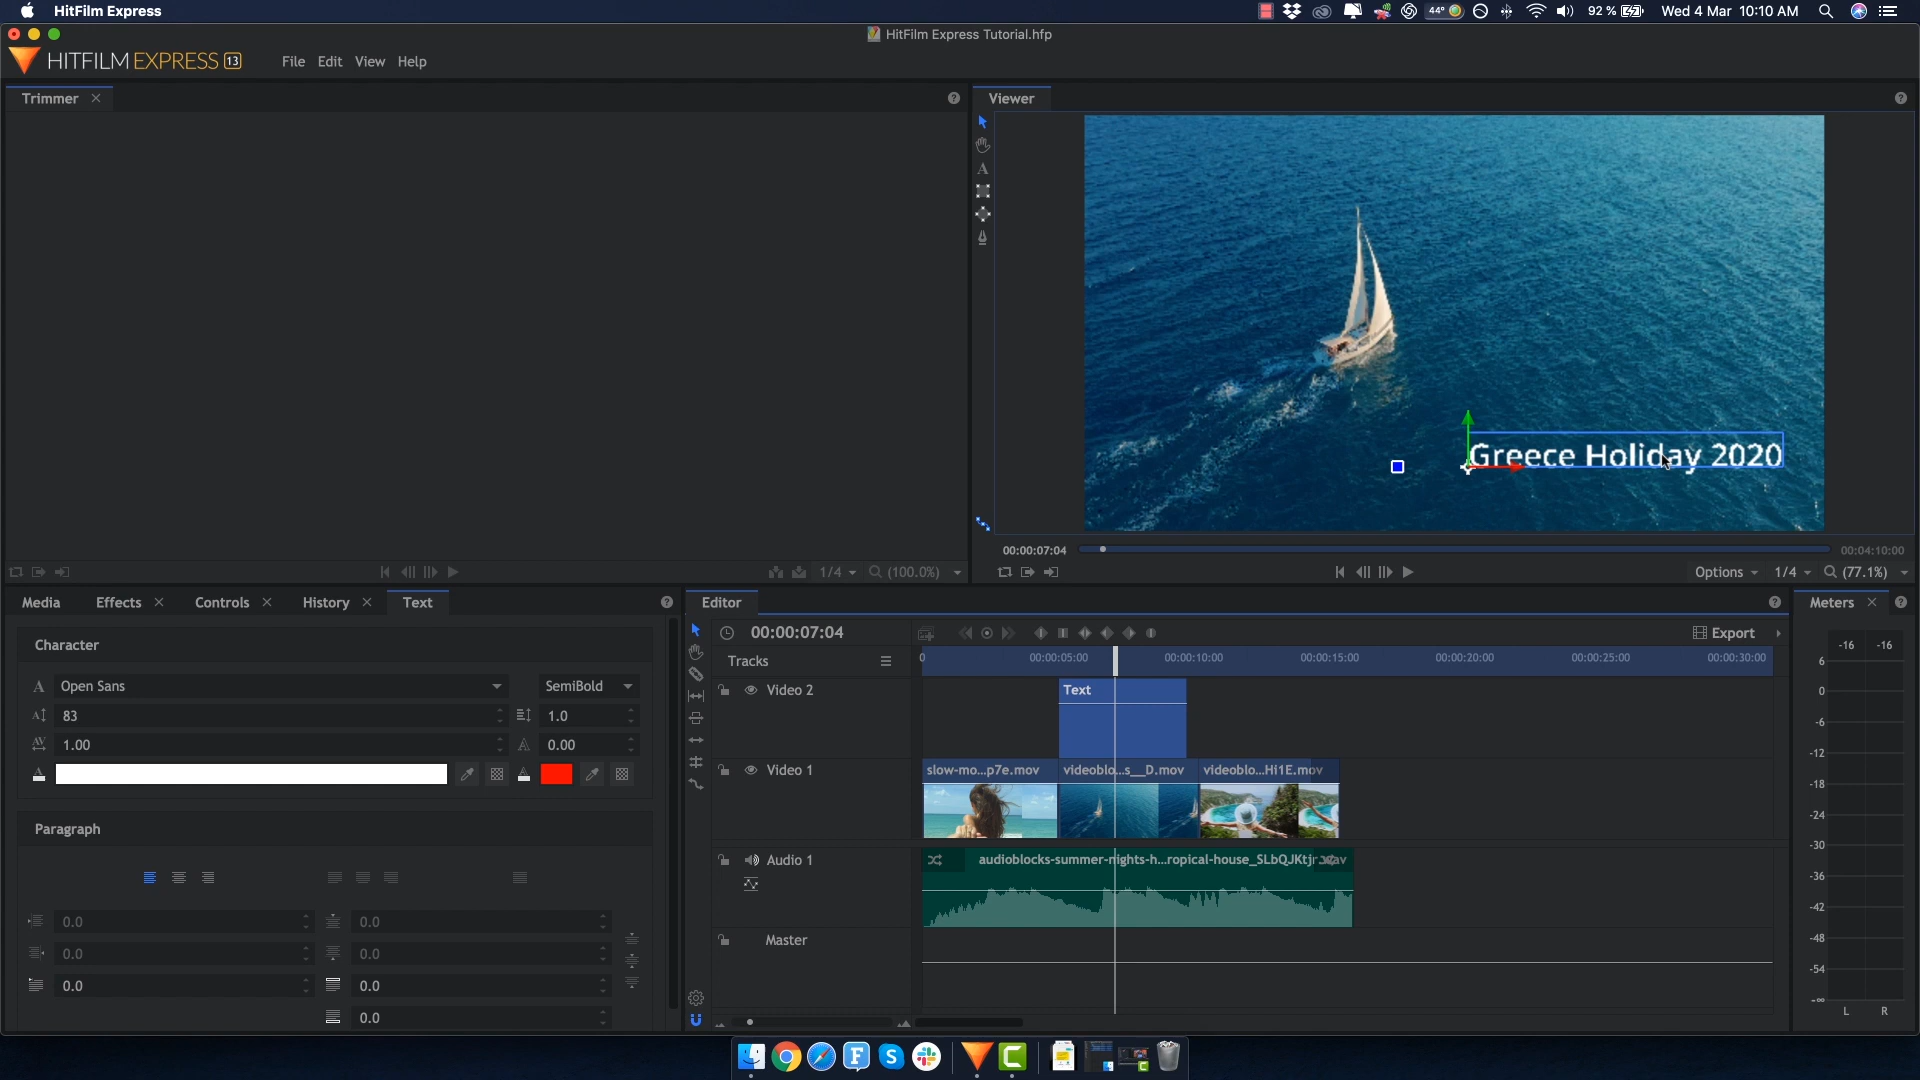 HitFilm Express
44°
92 %
Wed 4 Mar 10:10 AM
HitFilm Express Tutorial.hfp
HITFILM EXPRESS 13
File Edit View Help
Trimmer
Viewer
Greece Holiday 2020
00:00:07:04
00:04:10:00
1/4
(100.0%)
Options
1/4
(77.1%)
Media
Effects
Controls
History
Text
Character
Open Sans
SemiBold
83
1.0
1.00
0.00
Paragraph
0.0
0.0
0.0
0.0
0.0
0.0
0.0
Editor
00:00:07:04
Export
Tracks
0
00:00:05:00
00:00:10:00
00:00:15:00
00:00:20:00
00:00:25:00
00:00:30:00
Video 2
Text
Video 1
slow-mo...p7e.mov
videoblo...s__D.mov
videoblo...Hi1E.mov
Audio 1
audioblocks-summer-nights-h...ropical-house_SLbQJKtjr
Master
Meters
-16 -16
6
0
-6
-12
-18
-24
-30
-36
-42
-48
-54
-∞
L R